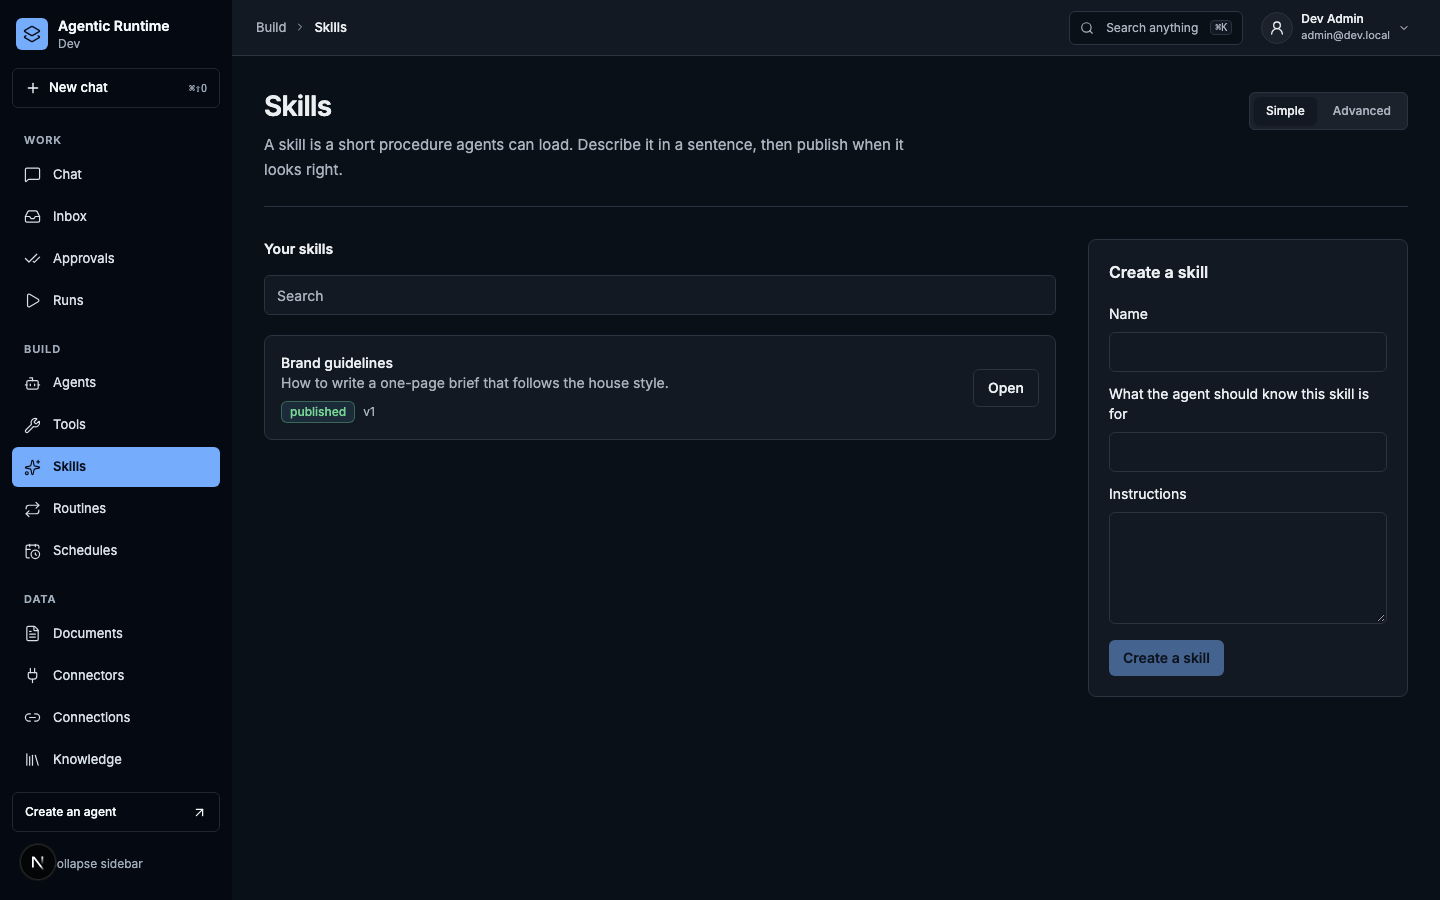 Agentic Runtime
Dev
New chat
⌘⇧O
WORK
Chat
Inbox
Approvals
Runs
BUILD
Agents
Tools
Skills
Routines
Schedules
DATA
Documents
Connectors
Connections
Knowledge
Create an agent
N
ollapse sidebar
Build
Skills
Search anything
⌘K
Dev Admin
admin@dev.local
Skills
A skill is a short procedure agents can load. Describe it in a sentence, then publish when it
looks right.
Simple
Advanced
Your skills
Search
Brand guidelines
How to write a one-page brief that follows the house style.
published v1
Open
Create a skill
Name
What the agent should know this skill is
for
Instructions
Create a skill